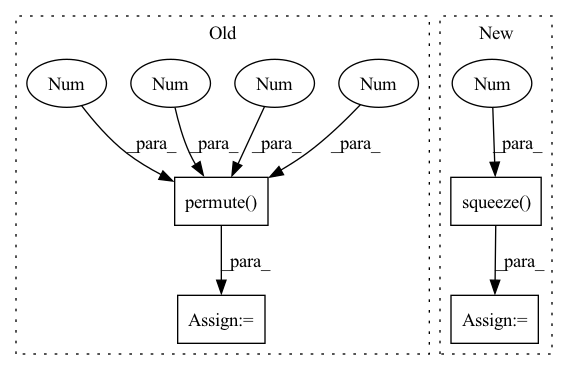 Old
New
Num
Num
Num
Num
Num
_para_
_para_
_para_
_para_
_para_
permute()
squeeze()
_para_
_para_
Assign:=
Assign:=